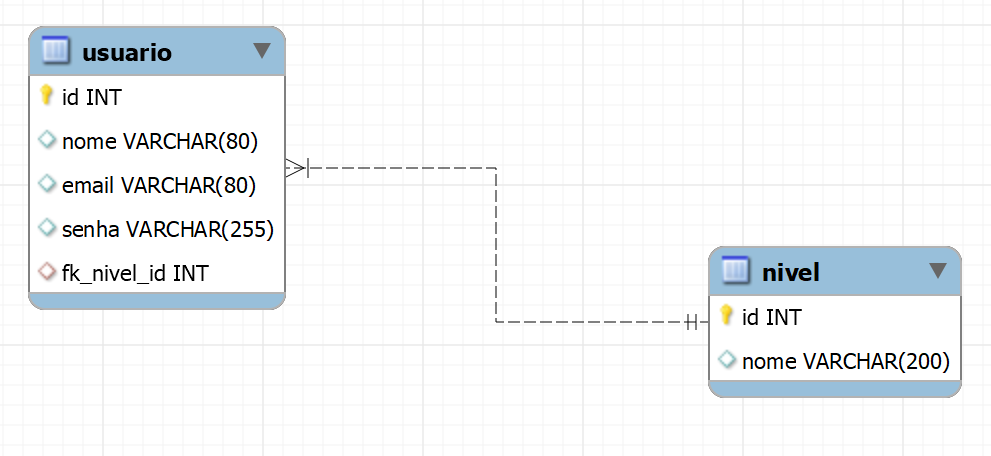 usuario
id INT
nome VARCHAR(80)
email VARCHAR(80)
senha VARCHAR(255)
fk_nivel_id INT
nivel
id INT
nome VARCHAR(200)